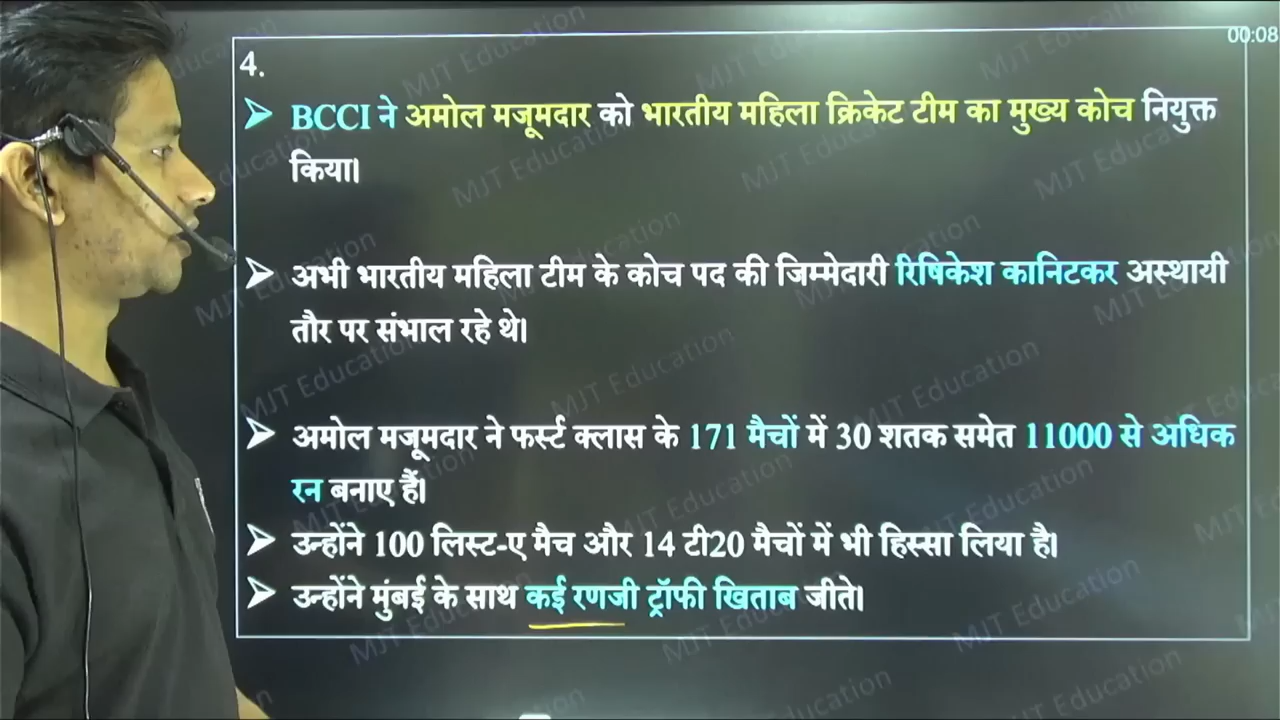 00:08
4.
➢ BCCI ने अमोल मजूमदार को भारतीय महिला क्रिकेट टीम का मुख्य कोच नियुक्त
किया।
➢ अभी भारतीय महिला टीम के कोच पद की जिम्मेदारी रिषिकेश कानिटकर अस्थायी
तौर पर संभाल रहे थे।
➢ अमोल मजूमदार ने फर्स्ट क्लास के 171 मैचों में 30 शतक समेत 11000 से अधिक
रन बनाए हैं।
➢ उन्होंने 100 लिस्ट-ए मैच और 14 टी20 मैचों में भी हिस्सा लिया है।
➢ उन्होंने मुंबई के साथ कई रणजी ट्रॉफी खिताब जीते।
MJT Education